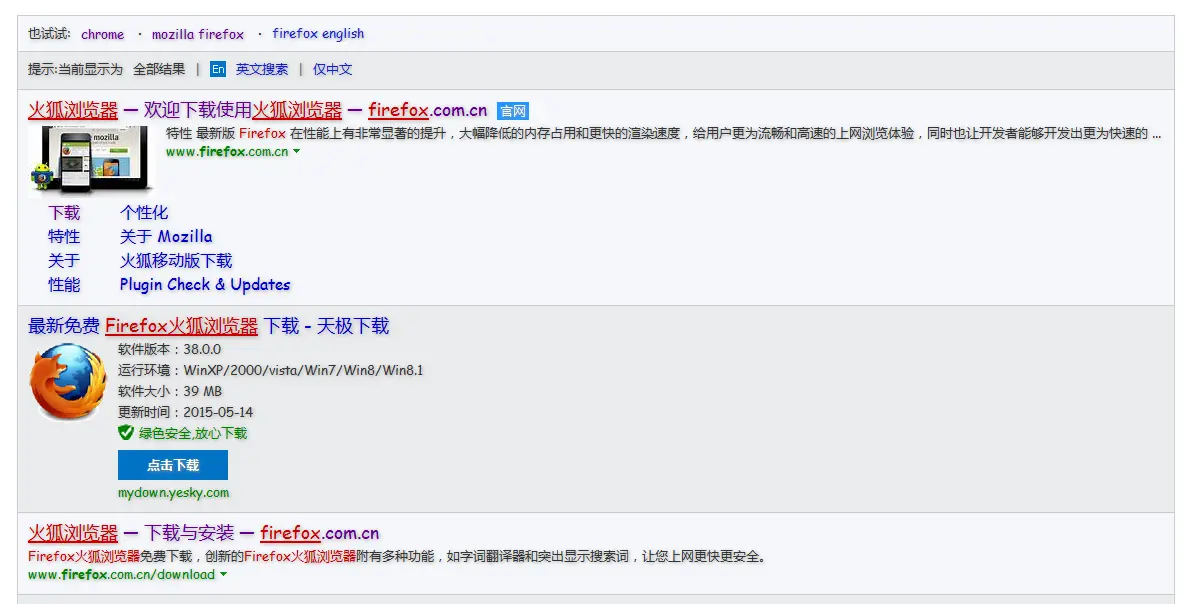 也试试: chrome · mozilla firefox · firefox english
提示:当前显示为 全部结果 | En 英文搜索 | 仅中文
火狐浏览器 — 欢迎下载使用火狐浏览器 — firefox.com.cn 官网
特性 最新版 Firefox 在性能上有非常显著的提升，大幅降低的内存占用和更快的渲染速度，给用户更为流畅和高速的上网浏览体验，同时也让开发者能够开发出更为快速的 ...
mozilla
www.firefox.com.cn
下载 个性化
特性 关于 Mozilla
关于 火狐移动版下载
性能 Plugin Check & Updates
最新免费 Firefox火狐浏览器 下载 - 天极下载
软件版本：38.0.0
运行环境：WinXP/2000/vista/Win7/Win8/Win8.1
软件大小：39 MB
更新时间：2015-05-14
绿色安全,放心下载
点击下载
mydown.yesky.com
火狐浏览器 — 下载与安装 — firefox.com.cn
Firefox火狐浏览器免费下载，创新的Firefox火狐浏览器附有多种功能，如字词翻译器和突出显示搜索词，让您上网更快更安全。
www.firefox.com.cn/download